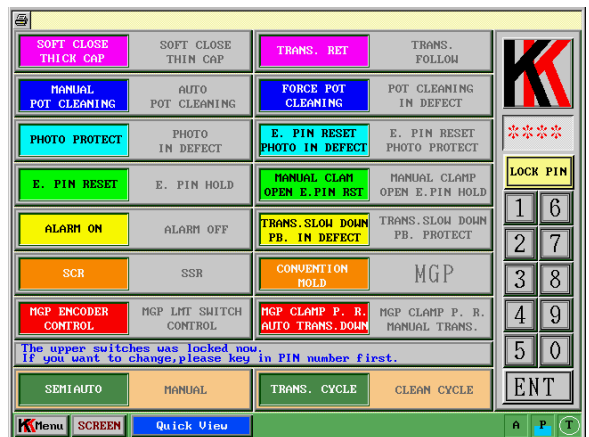 SOFT CLOSE
THICK CAP
SOFT CLOSE
THIN CAP
TRANS. RET
TRANS.
FOLLOW
MANUAL
POT CLEANING
AUTO
POT CLEANING
FORCE POT
CLEANING
POT CLEANING
IN DEFECT
PHOTO PROTECT
PHOTO
IN DEFECT
E. PIN RESET
PHOTO IN DEFECT
E. PIN RESET
PHOTO PROTECT
E. PIN RESET
E. PIN HOLD
MANUAL CLAM
OPEN E.PIN RST
MANUAL CLAMP
OPEN E.PIN HOLD
ALARM ON
ALARM OFF
TRANS.SLOW DOWN
PB. IN DEFECT
TRANS.SLOW DOWN
PB. PROTECT
SCR
SSR
CONVENTION
MOLD
MGP
MGP ENCODER
CONTROL
MGP LMT SWITCH
CONTROL
MGP CLAMP P. R.
AUTO TRANS.DOWN
MGP CLAMP P. R.
MANUAL TRANS.
The upper switches was locked now.
If you want to change,please key in PIN number first.
SEMIAUTO
MANUAL
TRANS. CYCLE
CLEAN CYCLE
KK
****
LOCK PIN
1 6
2 7
3 8
4 9
5 0
ENT
KMenu SCREEN Quick View A P T